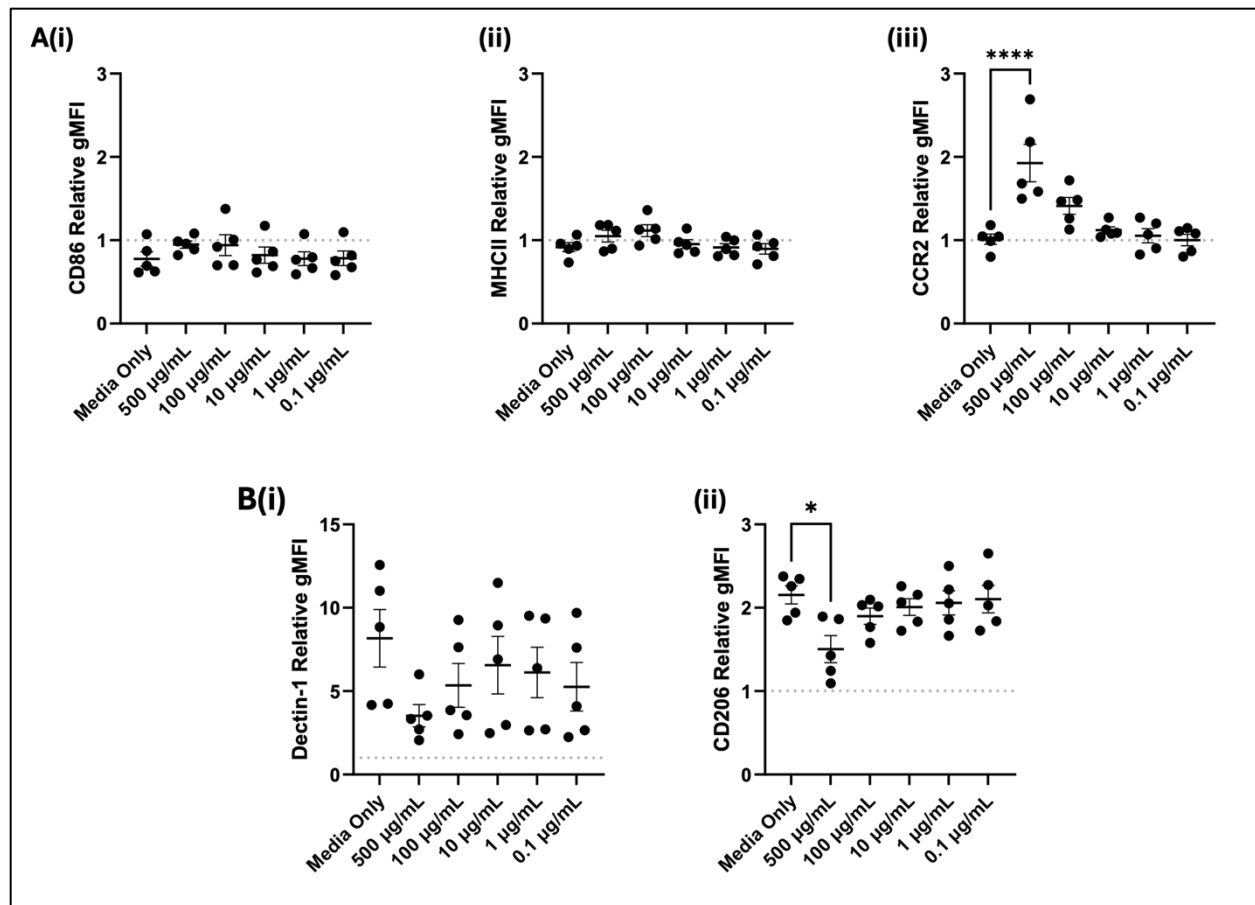 A(i)
CD86 Relative gMFI
3
2
1
0
Media Only
500 µg/mL
100 µg/mL
10 µg/mL
1 µg/mL
0.1 µg/mL
(ii)
MHCII Relative gMFI
3
2
1
0
Media Only
500 µg/mL
100 µg/mL
10 µg/mL
1 µg/mL
0.1 µg/mL
(iii)
****
CCR2 Relative gMFI
3
2
1
0
Media Only
500 µg/mL
100 µg/mL
10 µg/mL
1 µg/mL
0.1 µg/mL
B(i)
Dectin-1 Relative gMFI
15
10
5
0
Media Only
500 µg/mL
100 µg/mL
10 µg/mL
1 µg/mL
0.1 µg/mL
(ii)
*
CD206 Relative gMFI
3
2
1
0
Media Only
500 µg/mL
100 µg/mL
10 µg/mL
1 µg/mL
0.1 µg/mL